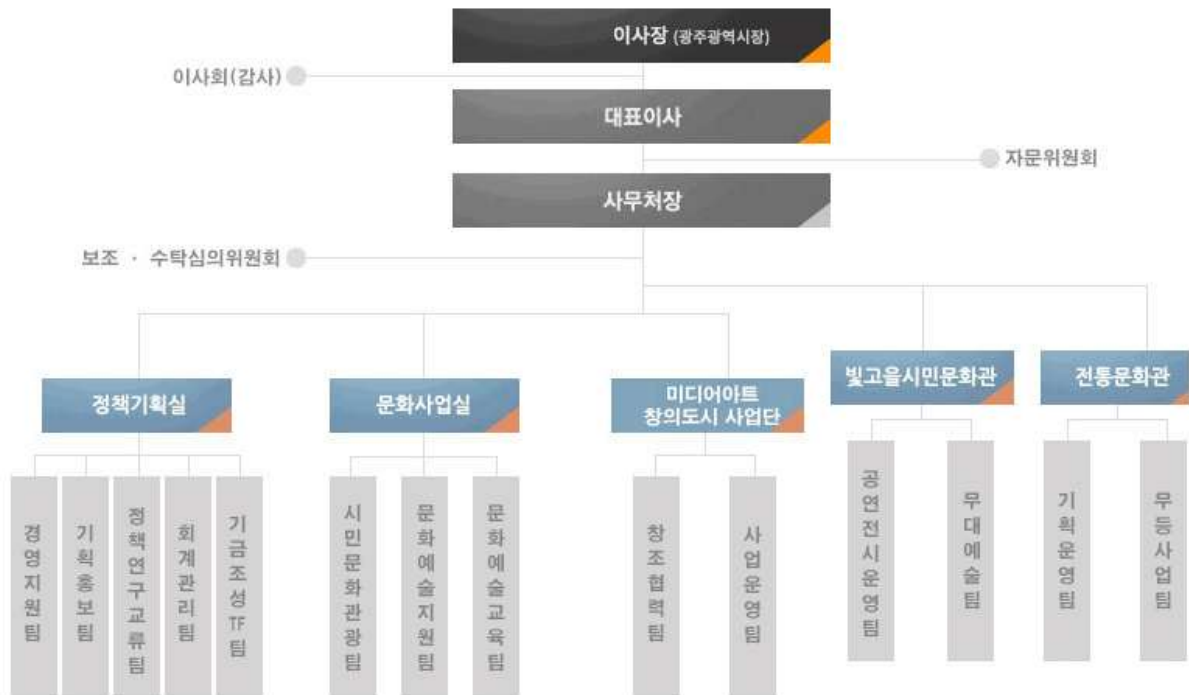 이사장 (광주광역시장)
이사회(감사)
대표이사
자문위원회
사무처장
보조 · 수탁심의위원회
정책기획실
문화사업실
미디어아트
창의도시 사업단
빛고을시민문화관
전통문화관
경영지원팀
기획홍보팀
정책연구교류팀
회계관리팀
기금조성TF팀
시민문화관광팀
문화예술지원팀
문화예술교육팀
창조협력팀
사업운영팀
공연전시운영팀
무대예술팀
기획운영팀
무등사업팀